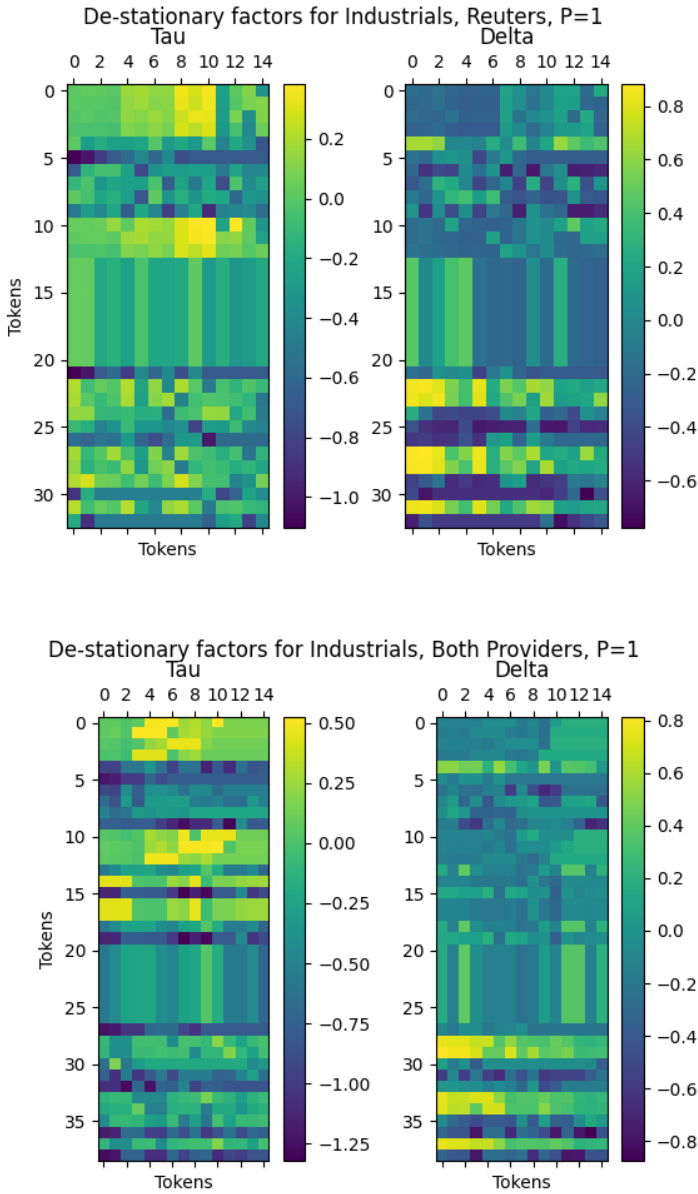 De-stationary factors for Industrials, Reuters, P=1
Tau Delta
0 2 4 6 8 10 12 14 0 2 4 6 8 10 12 14
0 0.2 0.0 −0.2 −0.4 −0.6 −0.8 −1.0 0 0.8 0.6 0.4 0.2 0.0 −0.2 −0.4 −0.6
5 5
10 10
15 15
20 20
25 25
30 30
Tokens
Tokens Tokens
De-stationary factors for Industrials, Both Providers, P=1
Tau Delta
0 2 4 6 8 10 12 14 0 2 4 6 8 10 12 14
0 0.50 0.25 0.00 −0.25 −0.50 −0.75 −1.00 −1.25 0 0.8 0.6 0.4 0.2 0.0 −0.2 −0.4 −0.6 −0.8
5 5
10 10
15 15
20 20
25 25
30 30
35 35
Tokens
Tokens Tokens